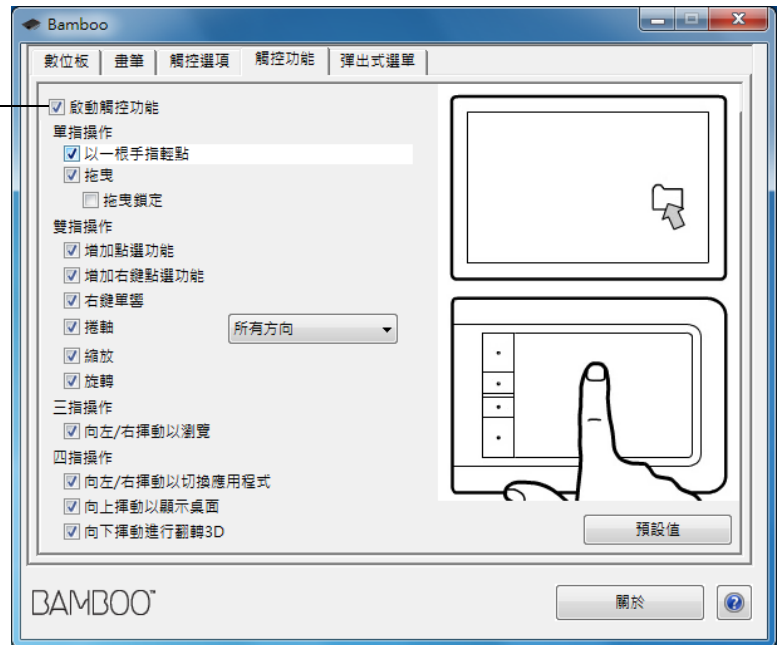 Bamboo
數位板 畫筆 觸控選項 觸控功能 彈出式選單
啟動觸控功能
單指操作
以一根手指輕點
拖曳
拖曳鎖定
雙指操作
增加點選功能
增加右鍵點選功能
右鍵單響
捲軸 所有方向
縮放
旋轉
三指操作
向左/右揮動以瀏覽
四指操作
向左/右揮動以切換應用程式
向上揮動以顯示桌面
向下揮動進行翻轉3D
預設值
BAMBOO™ 關於